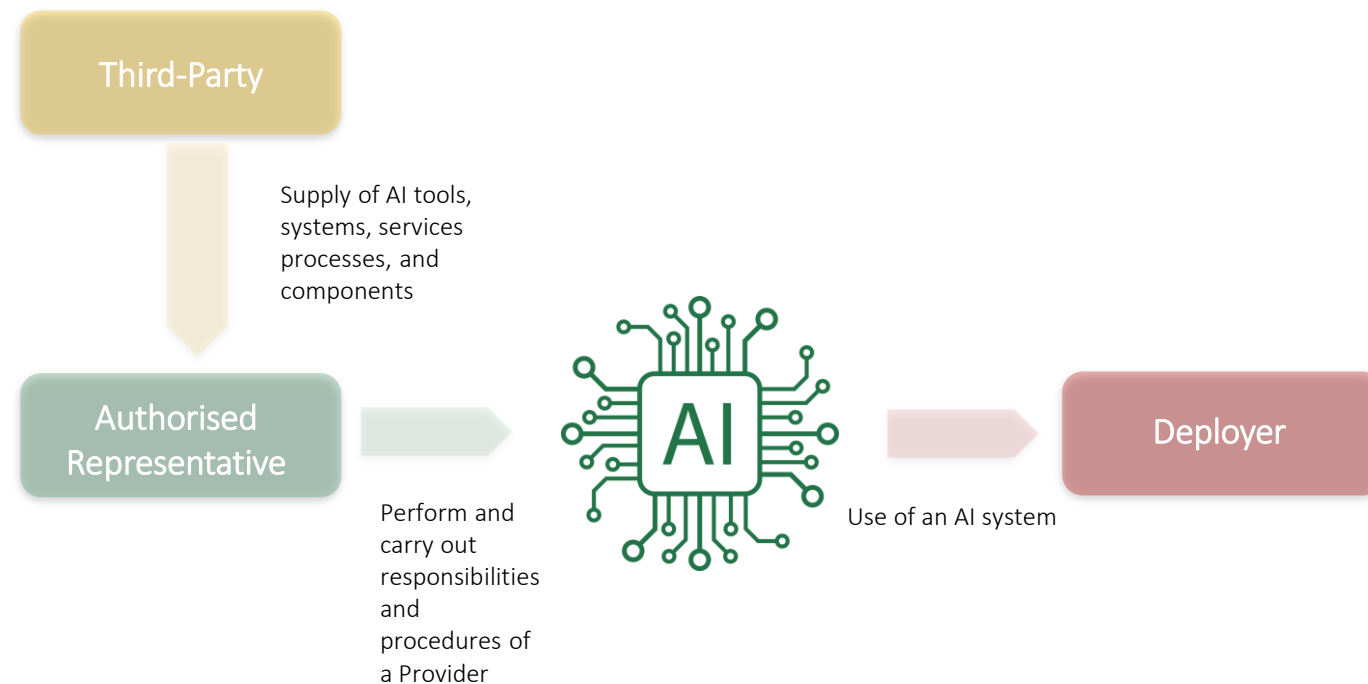 Third-Party
Supply of AI tools,
systems, services
processes, and
components
Authorised
Representative
AI
Deployer
Perform and
carry out
responsibilities
and
procedures of
a Provider
Use of an AI system